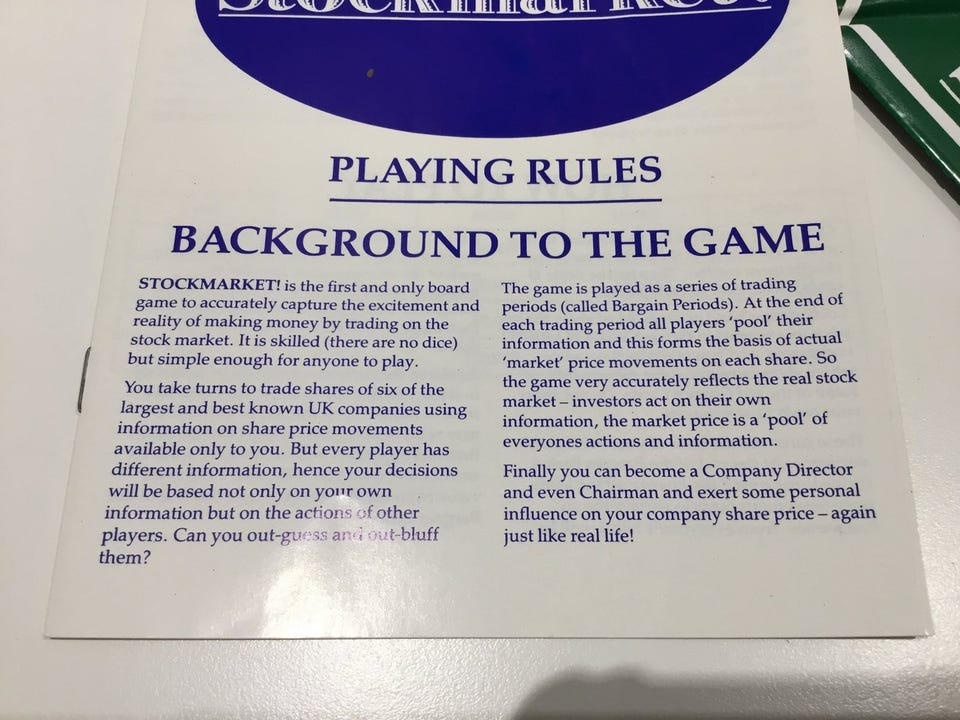 Stockmarket!
PLAYING RULES
BACKGROUND TO THE GAME
STOCKMARKET! is the first and only board
game to accurately capture the excitement and
reality of making money by trading on the
stock market. It is skilled (there are no dice)
but simple enough for anyone to play.
You take turns to trade shares of six of the
largest and best known UK companies using
information on share price movements
available only to you. But every player has
different information, hence your decisions
will be based not only on your own
information but on the actions of other
players. Can you out-guess and out-bluff
them?
The game is played as a series of trading
periods (called Bargain Periods). At the end of
each trading period all players ‘pool’ their
information and this forms the basis of actual
‘market’ price movements on each share. So
the game very accurately reflects the real stock
market – investors act on their own
information, the market price is a ‘pool’ of
everyones actions and information.
Finally you can become a Company Director
and even Chairman and exert some personal
influence on your company share price – again
just like real life!